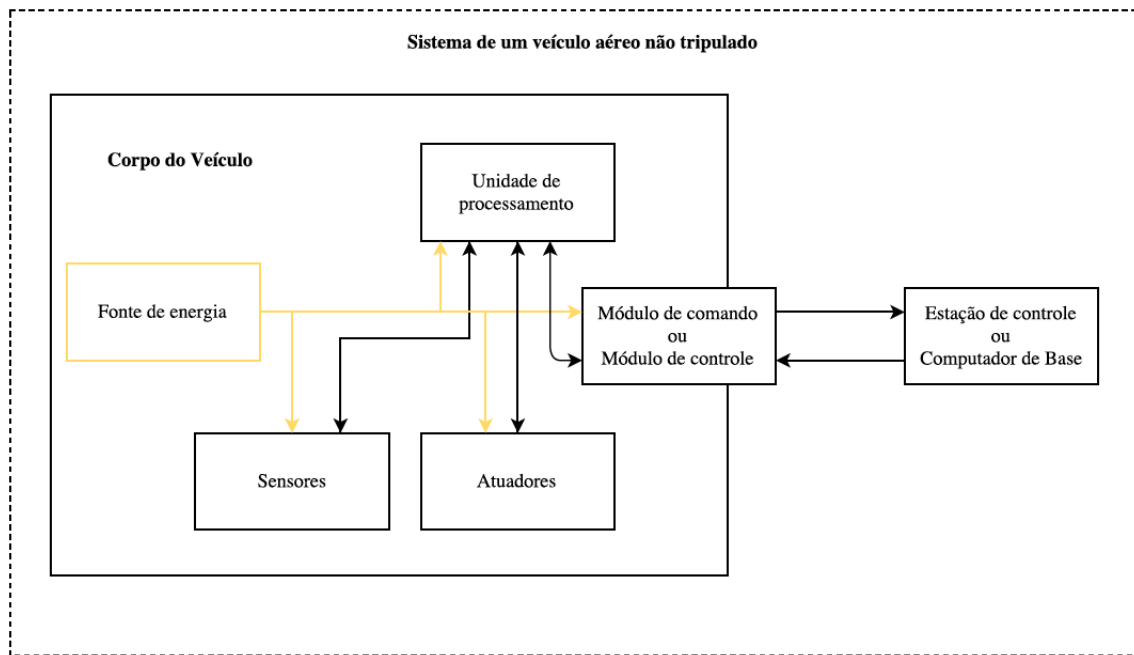 Sistema de um veículo aéreo não tripulado
Corpo do Veículo
Unidade de
processamento
Fonte de energia
Módulo de comando
ou
Módulo de controle
Estação de controle
ou
Computador de Base
Sensores
Atuadores